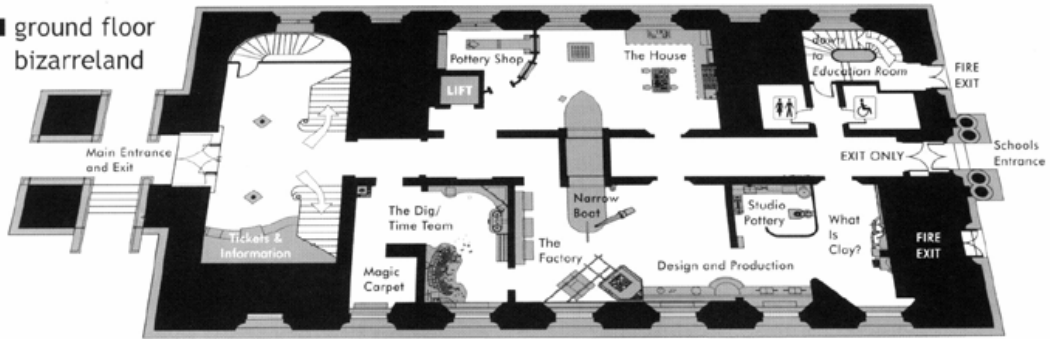 ground floor
bizarreland
Pottery Shop
The House
down
to
Education Room
LIFT
FIRE
EXIT
Main Entrance
and Exit
EXIT ONLY
Schools
Entrance
The Dig/
Time Team
Narrow
Boat
Studio
Pottery
What
Is
Clay?
The
Factory
FIRE
EXIT
Tickets &
Information
Magic
Carpet
Design and Production